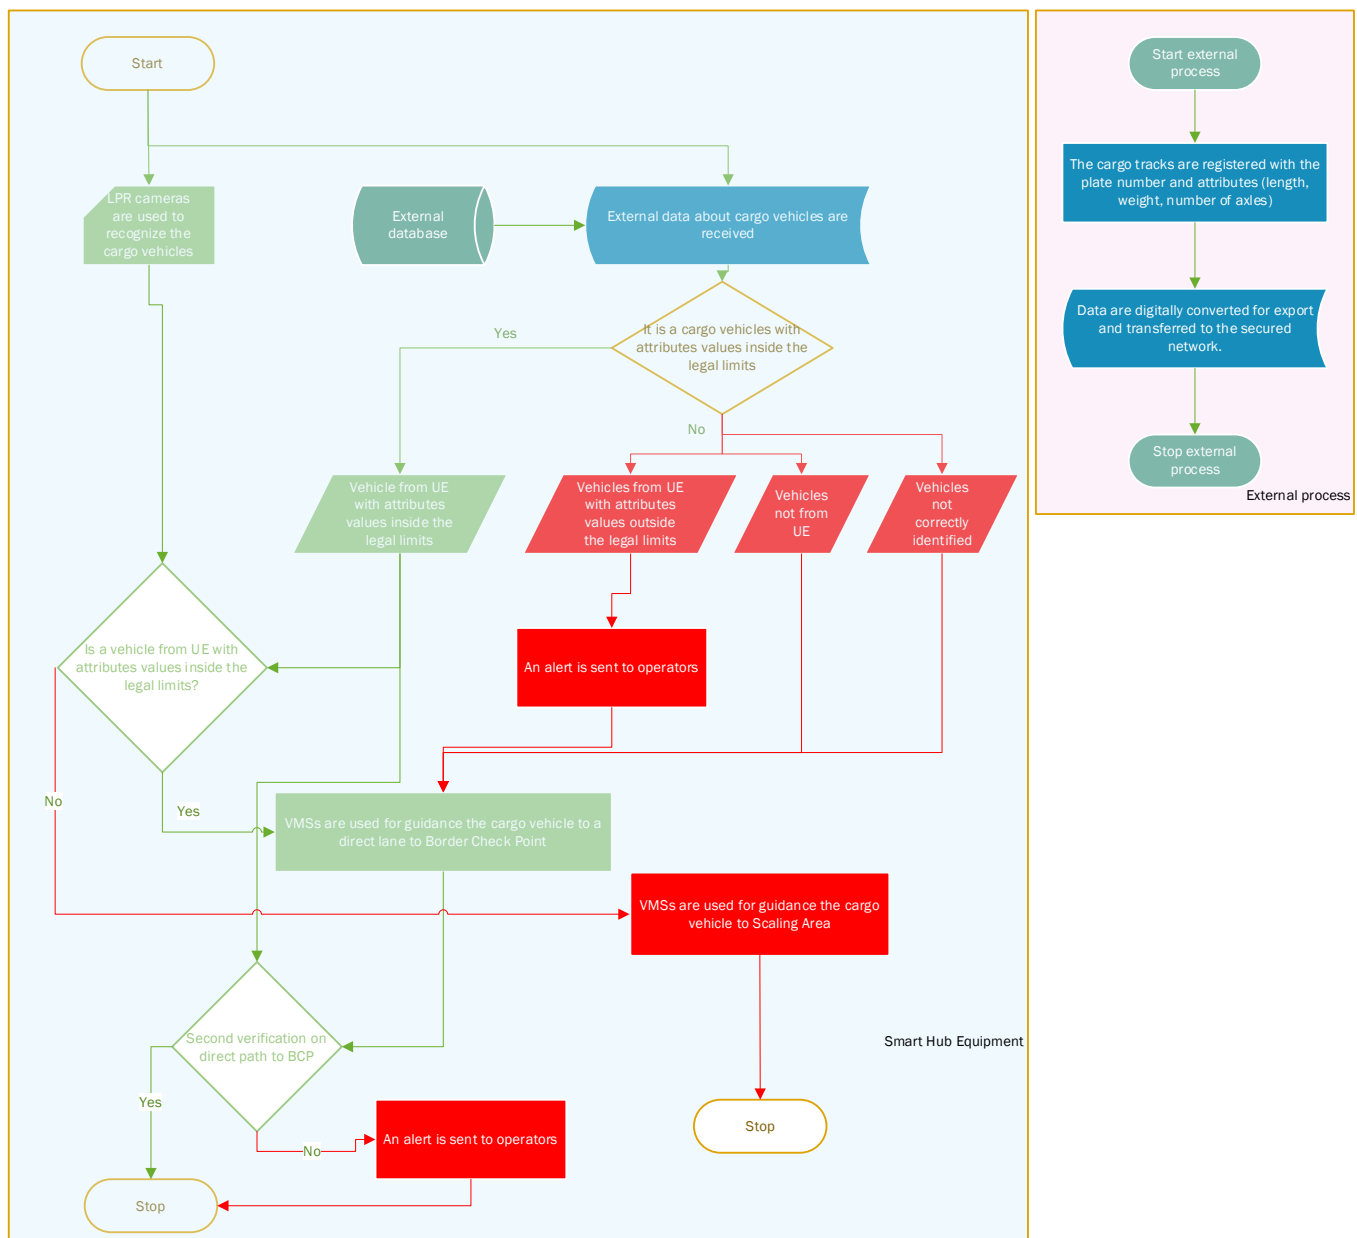 Start
LPR cameras
are used to
recognize the
cargo vehicles
External
database
External data about cargo vehicles are
received
It is a cargo vehicles with
attributes values inside the
legal limits
Yes
No
Vehicle from UE
with attributes
values inside the
legal limits
Vehicles from UE
with attributes
values outside
the legal limits
Vehicles
not from
UE
Vehicles
not
correctly
identified
Is a vehicle from UE with
attributes values inside the
legal limits?
An alert is sent to operators
No
Yes
VMSs are used for guidance the cargo vehicle to a
direct lane to Border Check Point
VMSs are used for guidance the cargo
vehicle to Scaling Area
Second verification on
direct path to BCP
Smart Hub Equipment
Yes
No
An alert is sent to operators
Stop
Stop
Start external
process
The cargo tracks are registered with the
plate number and attributes (length,
weight, number of axles)
Data are digitally converted for export
and transferred to the secured
network.
Stop external
process
External process